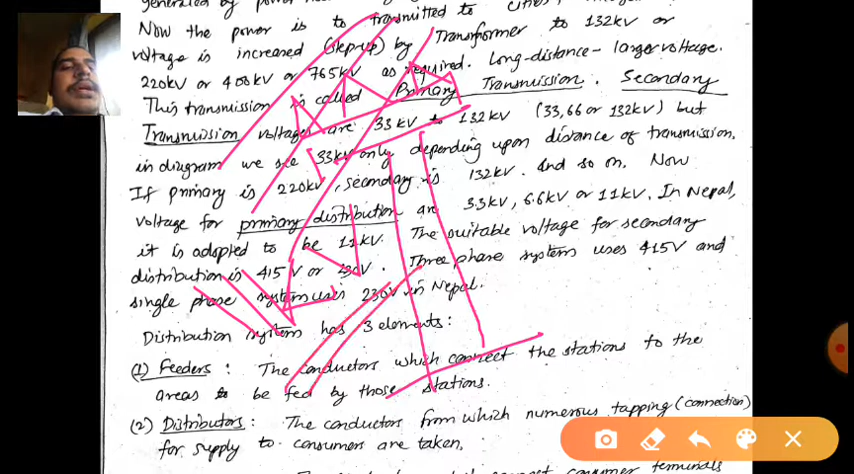 generated by power
Now the power is to transmitted to cities,
voltage is increased (step-up) by Transformer to 132kV or
220kV or 400kV or 765kV as required. Long-distance-larger voltage.
This transmission is called Primary Transmission. Secondary
Transmission voltages are 33kV to 132kV (33,66 or 132kV) but
in diagram we see 33kV only depending upon distance of transmission.
If primary is 220kV, secondary is 132kV. And so on. Now
voltage for primary distribution are 3.3kV, 6.6kV or 11kV. In Nepal,
it is adopted to be 11kV. The suitable voltage for secondary
distribution is 415V or 230V. Three phase system uses 415V and
single phase system uses 230V in Nepal.
Distribution system has 3 elements:
(1) Feeders: The conductors which connect the stations to the
areas to be fed by those stations.
(2) Distributors: The conductors from which numerous tapping (connection)
for supply to consumers are taken.
connect consumer terminals